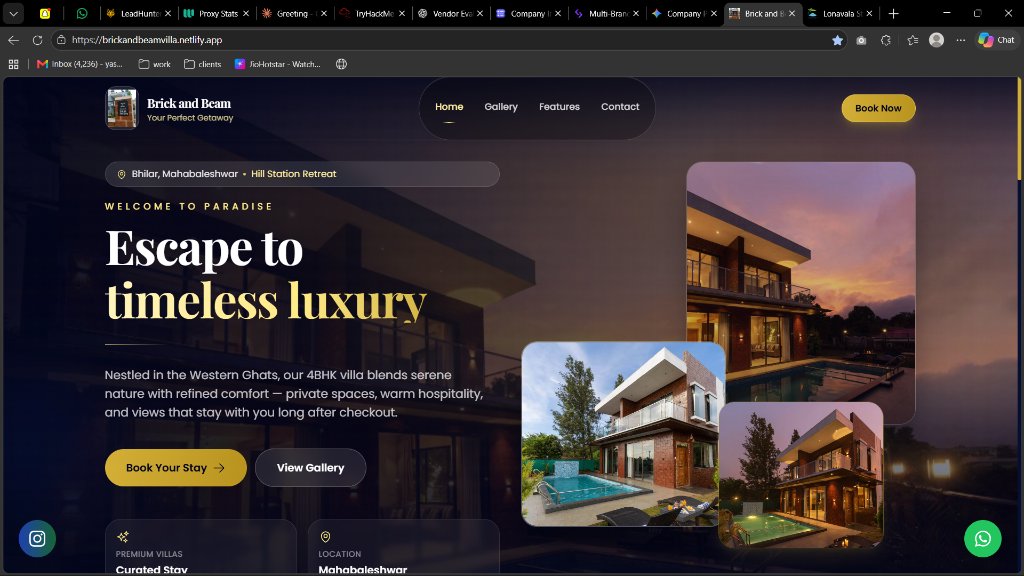 LeadHunter
Proxy Stats
Greeting -
TryHackMe
Vendor Eva
Company I
Multi-Bran
Company P
Brick and B
Lonavala S
https://brickandbeamvilla.netlify.app
Chat
Inbox (4,236) - yas...
work
clients
JioHotstar - Watch...
Brick and Beam
Your Perfect Getaway
Home
Gallery
Features
Contact
Book Now
Bhilar, Mahabaleshwar • Hill Station Retreat
WELCOME TO PARADISE
Escape to
timeless luxury
Nestled in the Western Ghats, our 4BHK villa blends serene
nature with refined comfort — private spaces, warm hospitality,
and views that stay with you long after checkout.
Book Your Stay →
View Gallery
PREMIUM VILLAS
Curated Stay
LOCATION
Mahabaleshwar